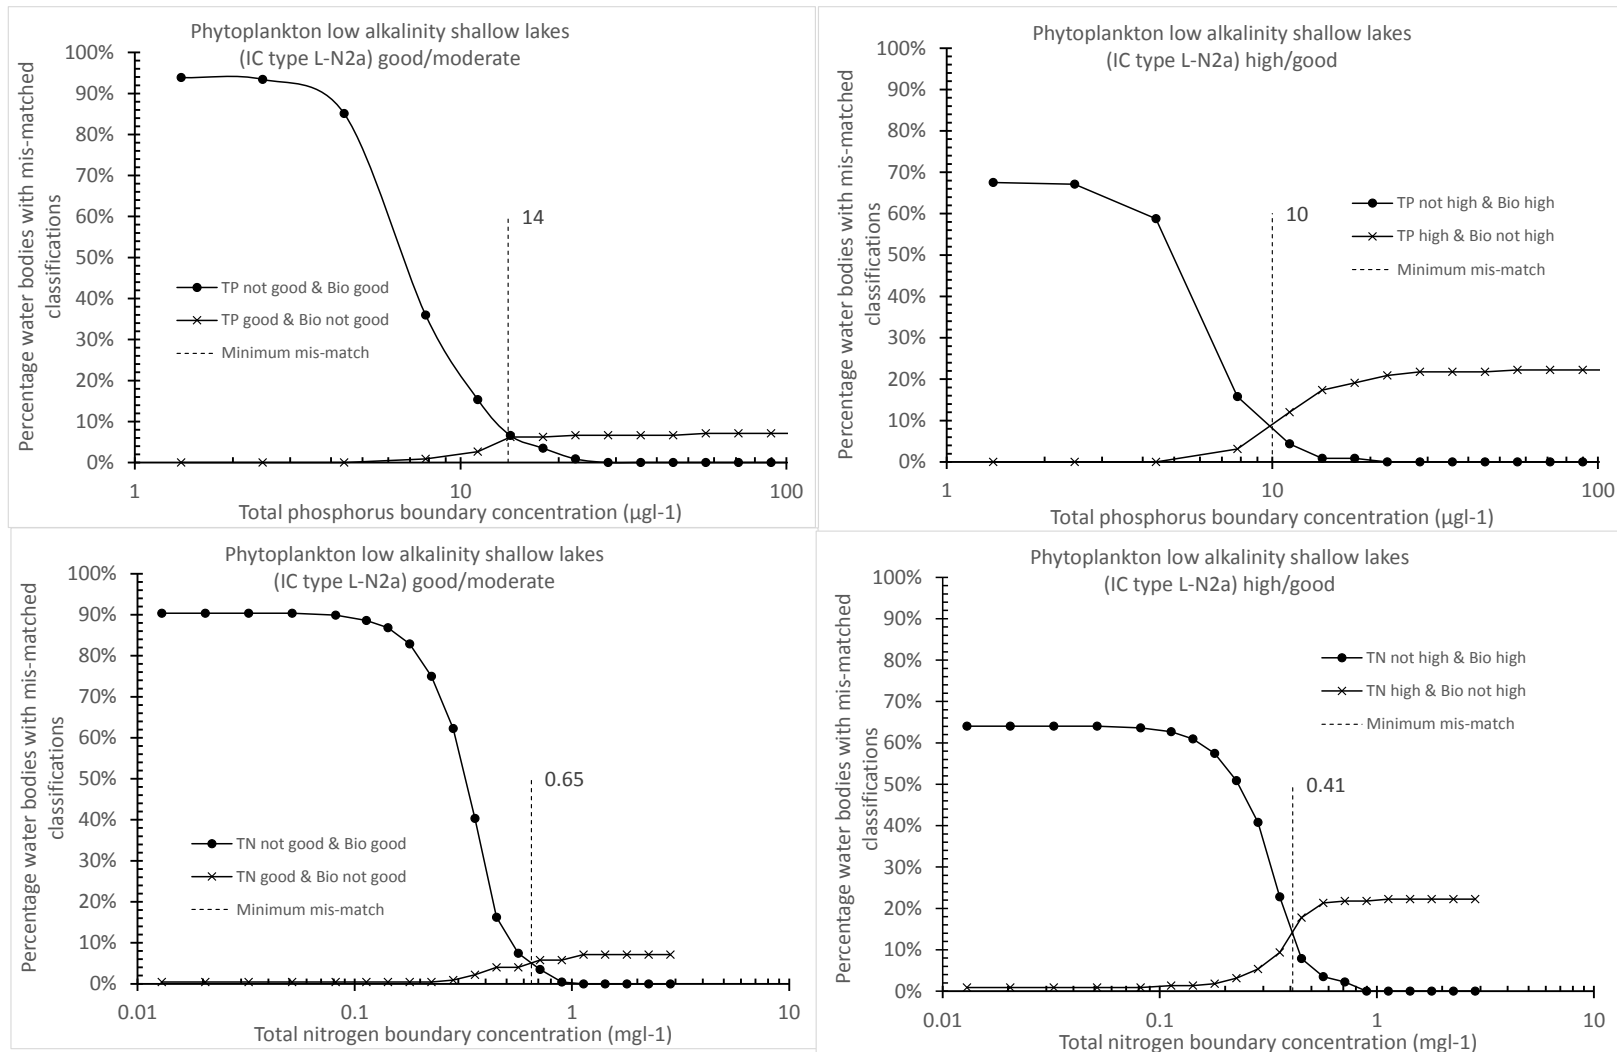 Phytoplankton low alkalinity shallow lakes
(IC type L-N2a) good/moderate
Percentage water bodies with mis-matched
classifications
100%
90%
80%
70%
60%
50%
40%
30%
20%
10%
0%
14
TP not good & Bio good
TP good & Bio not good
Minimum mis-match
1
10
100
Total phosphorus boundary concentration (µgl-1)
Phytoplankton low alkalinity shallow lakes
(IC type L-N2a) high/good
Percentage water bodies with mis-matched
classifications
100%
90%
80%
70%
60%
50%
40%
30%
20%
10%
0%
10
TP not high & Bio high
TP high & Bio not high
Minimum mis-match
1
10
100
Total phosphorus boundary concentration (µgl-1)
Phytoplankton low alkalinity shallow lakes
(IC type L-N2a) good/moderate
Percentage water bodies with mis-matched
classifications
100%
90%
80%
70%
60%
50%
40%
30%
20%
10%
0%
0.65
TN not good & Bio good
TN good & Bio not good
Minimum mis-match
0.01
0.1
1
10
Total nitrogen boundary concentration (mgl-1)
Phytoplankton low alkalinity shallow lakes
(IC type L-N2a) high/good
Percentage water bodies with mis-matched
classifications
100%
90%
80%
70%
60%
50%
40%
30%
20%
10%
0%
0.41
TN not high & Bio high
TN high & Bio not high
Minimum mis-match
0.01
0.1
1
10
Total nitrogen boundary concentration (mgl-1)